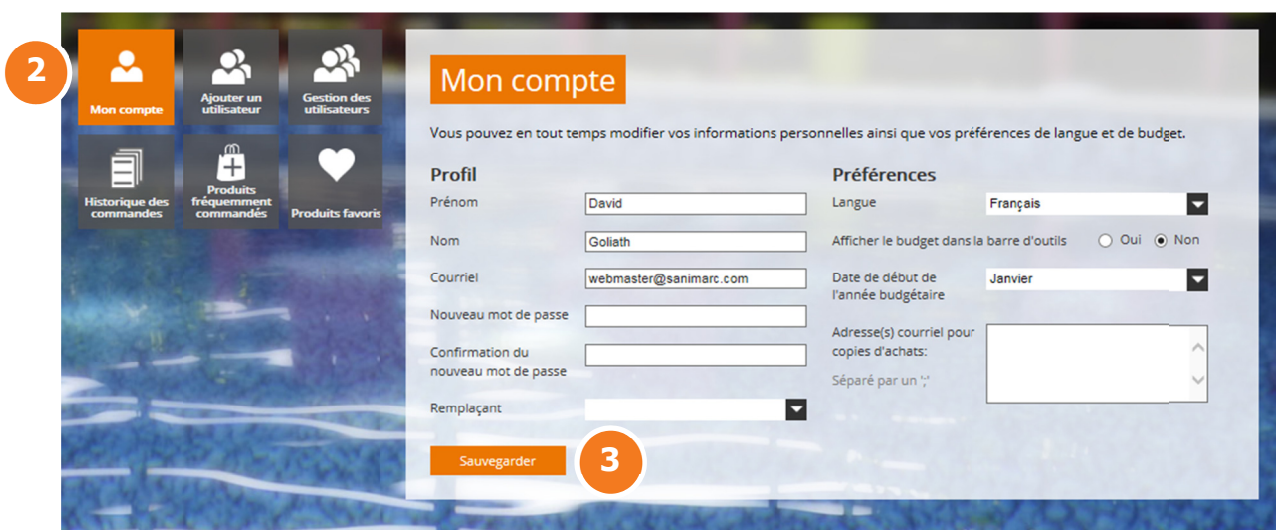 2
Mon compte
Ajouter un
utilisateur
Gestion des
utilisateurs
Historique des
commandes
Produits
fréquemment
commandés
Produits favoris
Mon compte
Vous pouvez en tout temps modifier vos informations personnelles ainsi que vos préférences de langue et de budget.
Profil
Prénom
David
Nom
Goliath
Courriel
webmaster@sanimarc.com
Nouveau mot de passe
Confirmation du
nouveau mot de passe
Remplaçant
Sauvegarder
3
Préférences
Langue
Français
Afficher le budget dans la barre d'outils
Oui
Non
Date de début de
l'année budgétaire
Janvier
Adresse(s) courriel pour
copies d'achats:
Séparé par un ';'